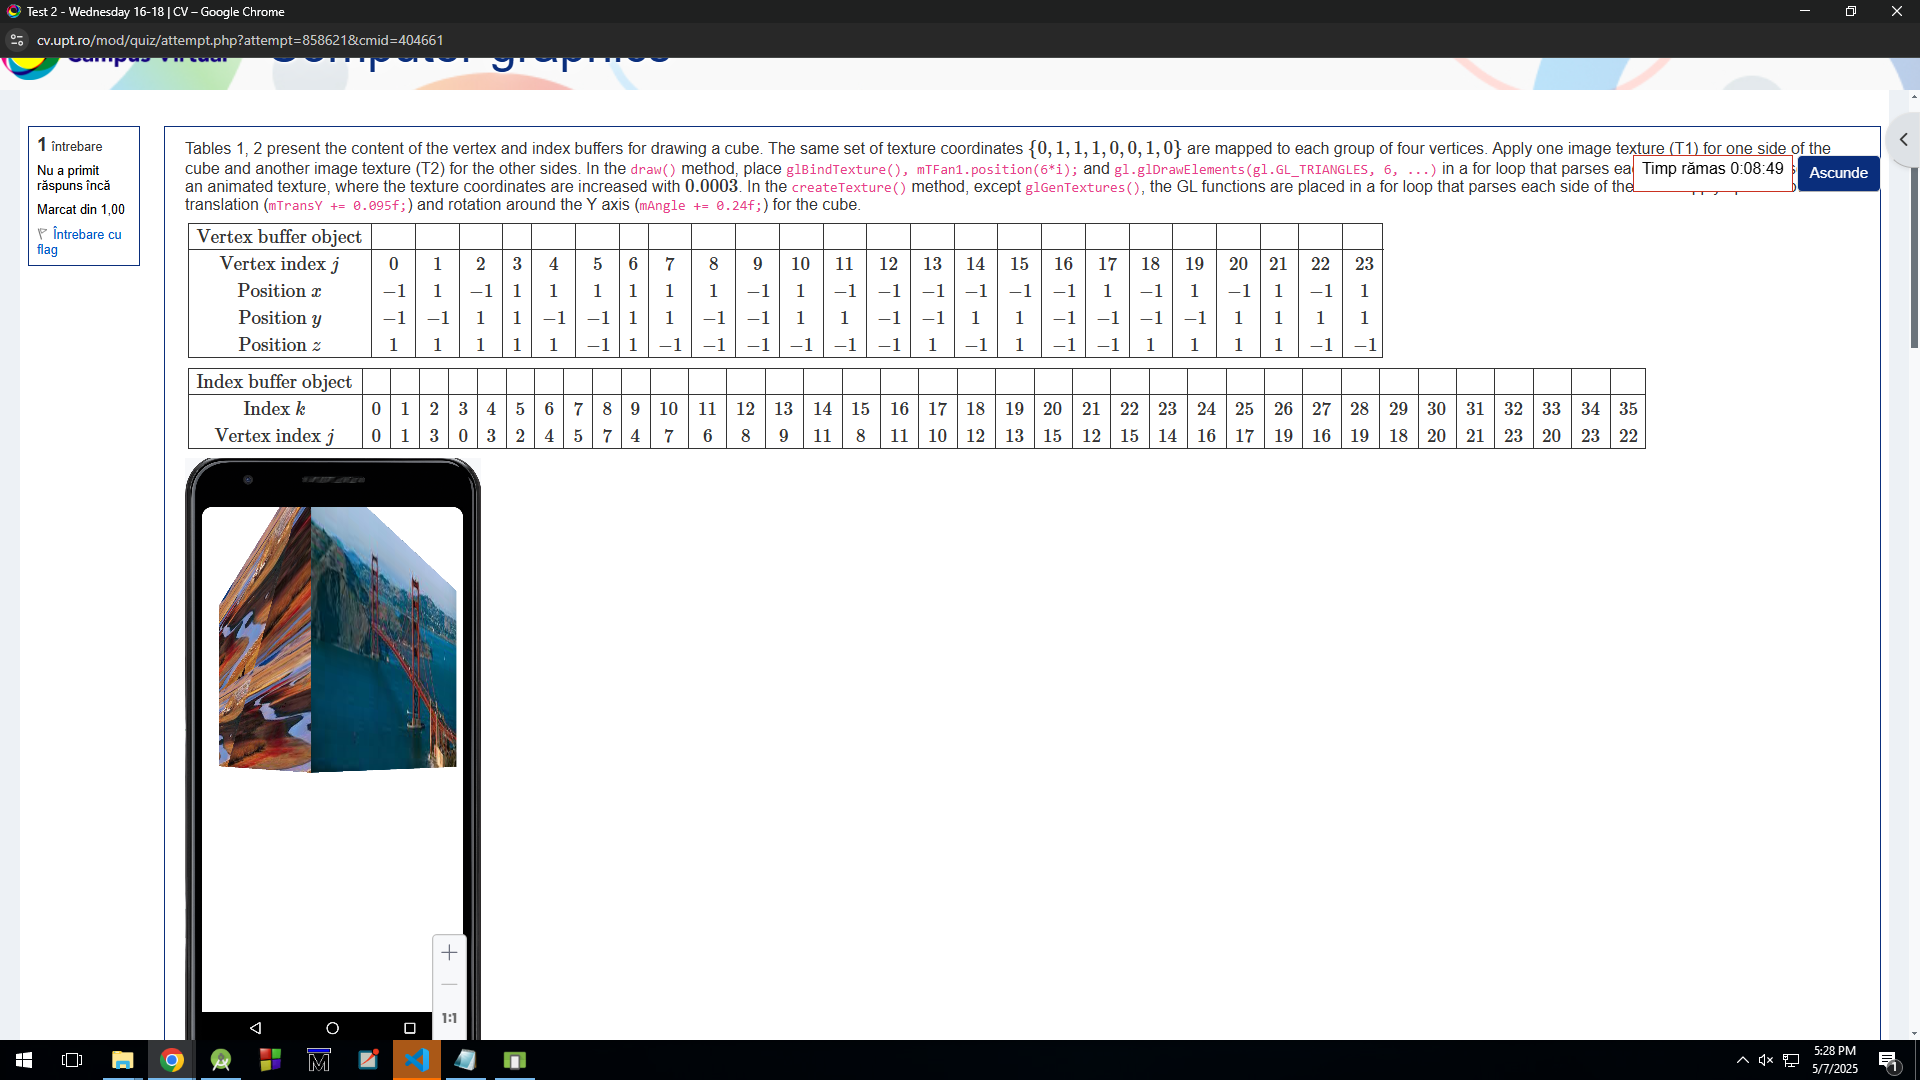 Test 2 - Wednesday 16-18 | CV – Google Chrome
cv.upt.ro/mod/quiz/attempt.php?attempt=858621&cmid=404661
Campus Virtual Computer graphics
1 întrebare
Nu a primit
răspuns încă
Marcat din 1,00
Întrebare cu
flag
Tables 1, 2 present the content of the vertex and index buffers for drawing a cube. The same set of texture coordinates {0, 1, 1, 1, 0, 0, 1, 0} are mapped to each group of four vertices. Apply one image texture (T1) for one side of the
cube and another image texture (T2) for the other sides. In the draw() method, place glBindTexture(), mTFan1.position(6*i); and gl.glDrawElements(gl.GL_TRIANGLES, 6, ...) in a for loop that parses
an animated texture, where the texture coordinates are increased with 0.0003. In the createTexture() method, except glGenTextures(), the GL functions are placed in a for loop that parses each side of the
translation (mTransY += 0.095f;) and rotation around the Y axis (mAngle += 0.24f;) for the cube.
Timp rămas 0:08:49
Ascunde
Vertex buffer object
Vertex index j 0 1 2 3 4 5 6 7 8 9 10 11 12 13 14 15 16 17 18 19 20 21 22 23
Position x −1 1 −1 1 1 1 1 1 1 −1 1 −1 −1 −1 −1 −1 −1 1 −1 1 −1 1 −1 1
Position y −1 −1 1 1 −1 −1 1 1 −1 −1 1 1 −1 −1 1 1 −1 −1 −1 −1 1 1 1 1
Position z 1 1 1 1 1 −1 1 −1 −1 −1 −1 −1 −1 1 −1 1 −1 −1 1 1 1 1 −1 −1
Index buffer object
Index k 0 1 2 3 4 5 6 7 8 9 10 11 12 13 14 15 16 17 18 19 20 21 22 23 24 25 26 27 28 29 30 31 32 33 34 35
Vertex index j 0 1 3 0 3 2 4 5 7 4 7 6 8 9 11 8 11 10 12 13 15 12 15 14 16 17 19 16 19 18 20 21 23 20 23 22
1:1
5:28 PM
5/7/2025
1